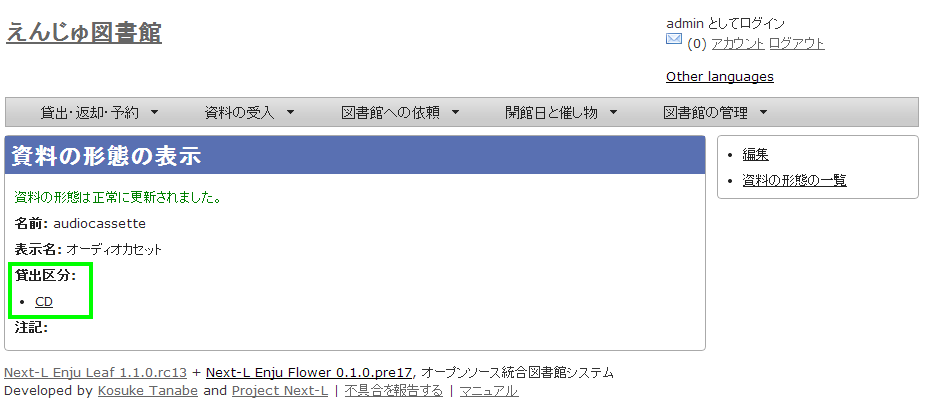 えんじゅ図書館
admin としてログイン
(0) アカウント ログアウト
Other languages
貸出・返却・予約 資料の受入 図書館への依頼 開館日と催し物 図書館の管理
資料の形態の表示
資料の形態は正常に更新されました。
名前: audiocassette
表示名: オーディオカセット
貸出区分:
CD
注記:
編集
資料の形態の一覧
Next-L Enju Leaf 1.1.0.rc13 + Next-L Enju Flower 0.1.0.pre17, オープンソース統合図書館システム
Developed by Kosuke Tanabe and Project Next-L | 不具合を報告する | マニュアル